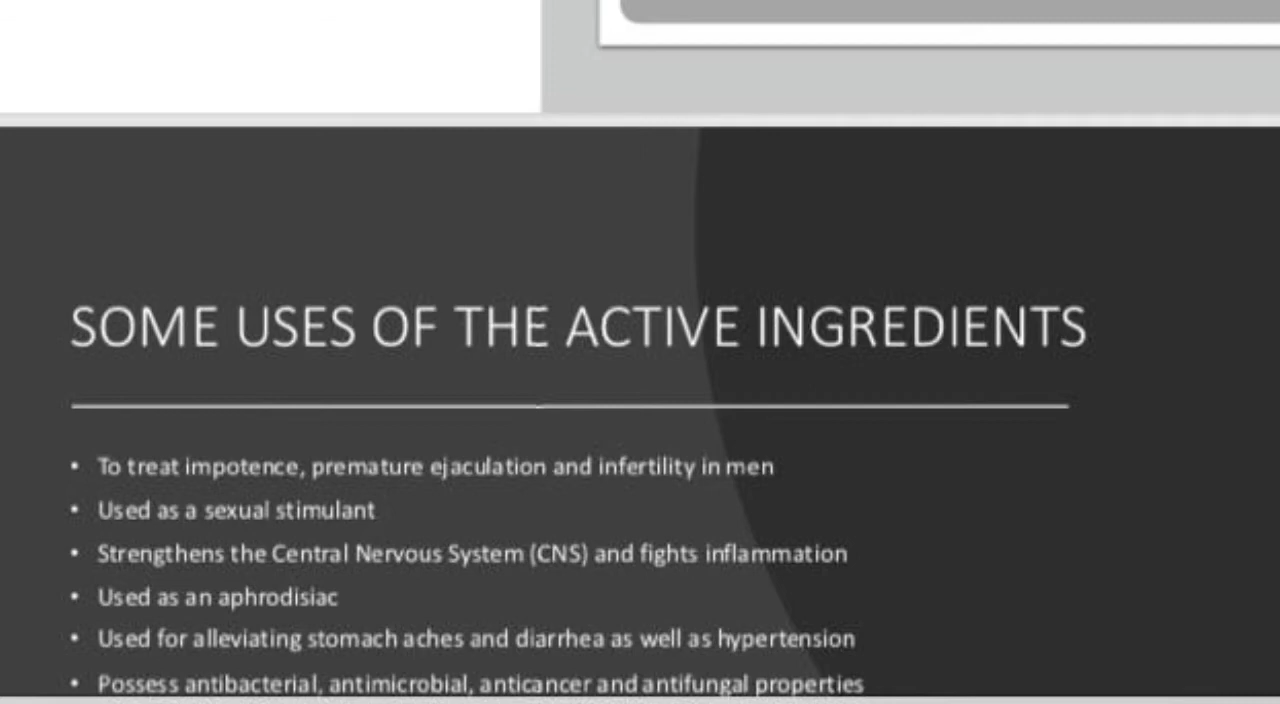 SOME USES OF THE ACTIVE INGREDIENTS
• To treat impotence, premature ejaculation and infertility in men
• Used as a sexual stimulant
• Strengthens the Central Nervous System (CNS) and fights inflammation
• Used as an aphrodisiac
• Used for alleviating stomach aches and diarrhea as well as hypertension
• Possess antibacterial, antimicrobial, anticancer and antifungal properties